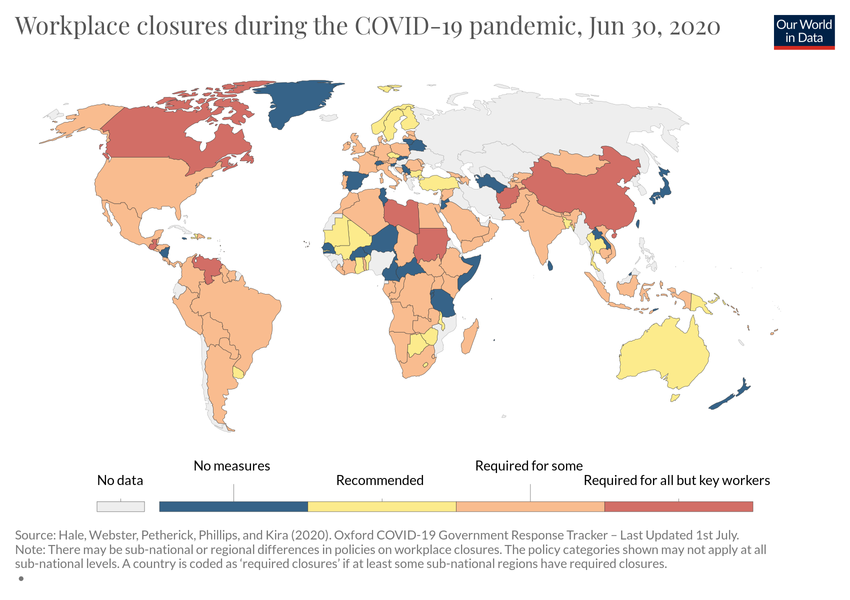 Workplace closures during the COVID-19 pandemic, Jun 30, 2020
Our World
in Data
No data
No measures
Recommended
Required for some
Required for all but key workers
Source: Hale, Webster, Petherick, Phillips, and Kira (2020). Oxford COVID-19 Government Response Tracker – Last Updated 1st July.
Note: There may be sub-national or regional differences in policies on workplace closures. The policy categories shown may not apply at all
sub-national levels. A country is coded as 'required closures' if at least some sub-national regions have required closures.
•